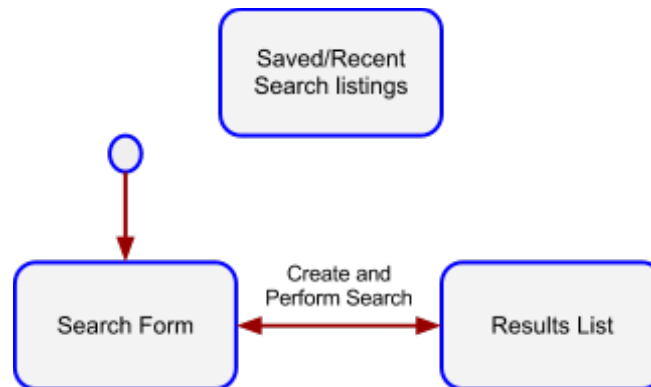 Saved/Recent
Search listings
Create and
Perform Search
Search Form
Results List